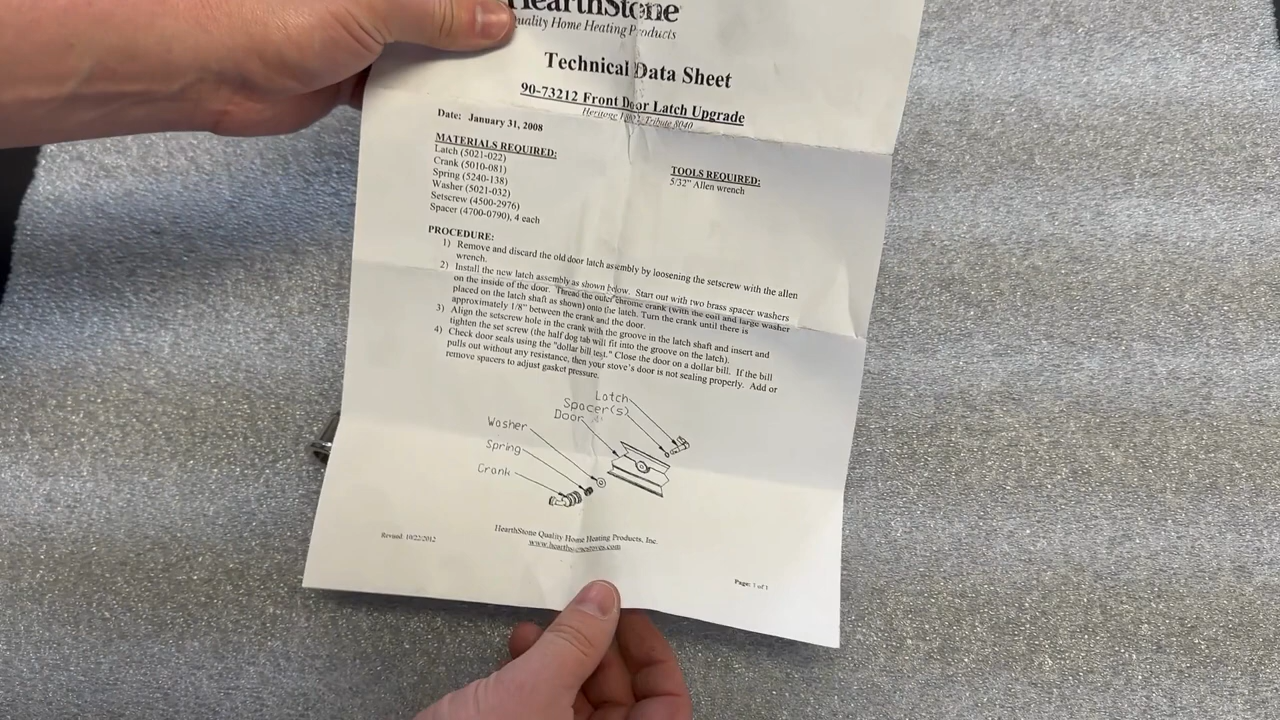 HearthStone
Quality Home Heating Products
Technical Data Sheet
90-73212 Front Door Latch Upgrade
Heritage Tribute 8040
Date: January 31, 2008
MATERIALS REQUIRED:
Latch (5021-022)
Crank (5010-081)
Spring (5240-138)
Washer (5021-032)
Setscrew (4500-2976)
Spacer (4700-0790), 4 each
TOOLS REQUIRED:
5/32" Allen wrench
PROCEDURE:
1) Remove and discard the old door latch assembly by loosening the setscrew with the allen
wrench.
2) Install the new latch assembly as shown below. Start out with two brass spacer washers
on the inside of the door. Thread the outer chrome crank (with the coil and large washer
placed on the latch shaft as shown) onto the latch. Turn the crank until there is
approximately 1/8" between the crank and the door.
3) Align the setscrew hole in the crank with the groove in the latch shaft and insert and
tighten the set screw (the half dog tab will fit into the groove on the latch).
4) Check door seals using the "dollar bill test." Close the door on a dollar bill. If the bill
pulls out without any resistance, then your stove's door is not sealing properly. Add or
remove spacers to adjust gasket pressure.
Latch
Spacer(s)
Door
Washer
Spring
Crank
HearthStone Quality Home Heating Products, Inc.
www.hearthstonestoves.com
Revised 10/22/2012
Page: 1 of 1